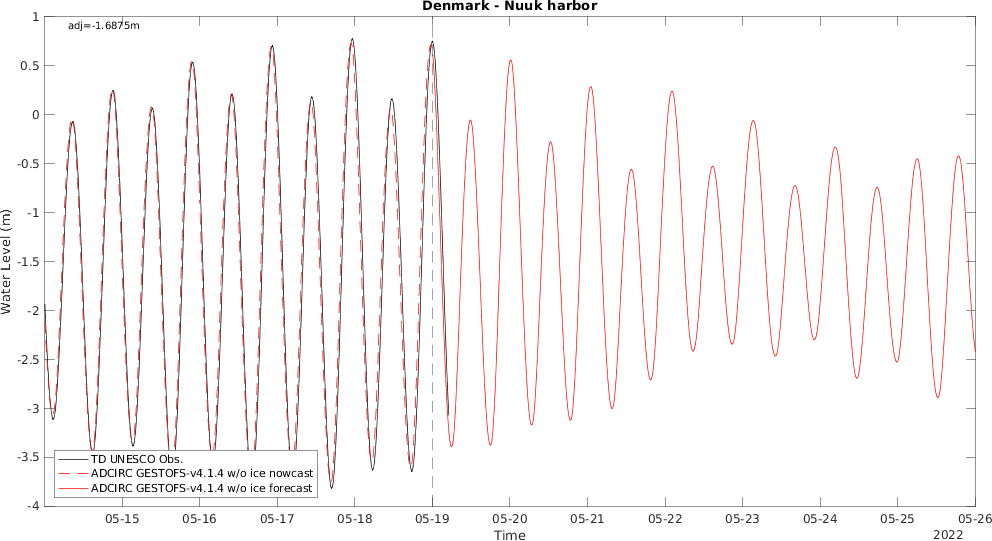 Denmark - Nuuk harbor
adj=-1.6875m
1
0.5
0
-0.5
-1
-1.5
-2
-2.5
-3
-3.5
-4
Water Level (m)
TD UNESCO Obs.
ADCIRC GESTOFS-v4.1.4 w/o ice nowcast
ADCIRC GESTOFS-v4.1.4 w/o ice forecast
05-15 05-16 05-17 05-18 05-19 05-20 05-21 05-22 05-23 05-24 05-25 05-26
Time
2022